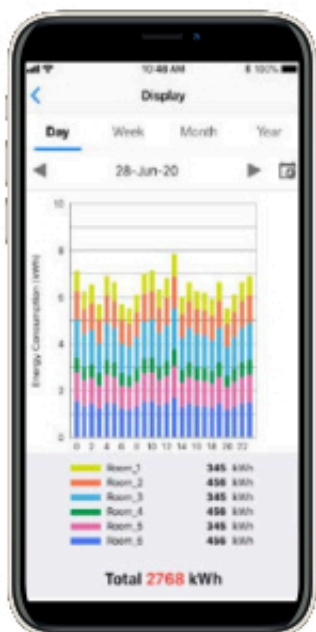 10:48 AM 100%
Display
Day Week Month Year
28-Jun-20
Energy Consumption (kWh)
10
8
6
4
2
0
0 2 4 6 8 10 12 14 16 18 20 22
Room_1 345 kWh
Room_2 456 kWh
Room_3 345 kWh
Room_4 456 kWh
Room_5 345 kWh
Room_6 456 kWh
Total 2768 kWh